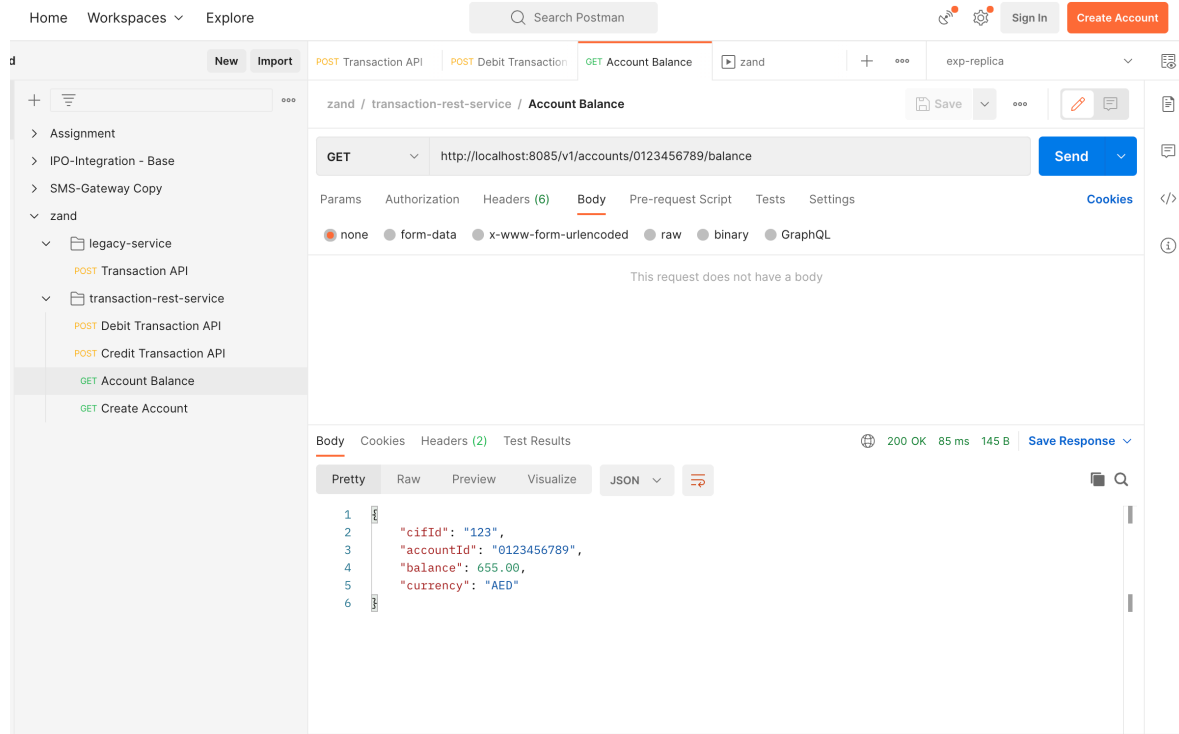 Home Workspaces Explore Search Postman Sign In Create Account
d New Import
POST Transaction API POST Debit Transaction GET Account Balance zand exp-replica
zand / transaction-rest-service / Account Balance Save
Assignment
IPO-Integration - Base
SMS-Gateway Copy
zand
legacy-service
POST Transaction API
transaction-rest-service
POST Debit Transaction API
POST Credit Transaction API
GET Account Balance
GET Create Account
GET http://localhost:8085/v1/accounts/0123456789/balance Send
Params Authorization Headers (6) Body Pre-request Script Tests Settings Cookies
none form-data x-www-form-urlencoded raw binary GraphQL
This request does not have a body
Body Cookies Headers (2) Test Results 200 OK 85 ms 145 B Save Response
Pretty Raw Preview Visualize JSON
1 {
2 "cifId": "123",
3 "accountId": "0123456789",
4 "balance": 655.00,
5 "currency": "AED"
6 }